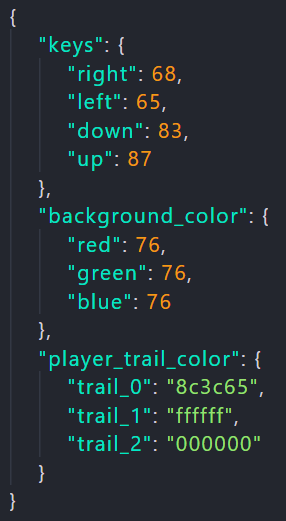 {
    "keys": {
        "right": 68,
        "left": 65,
        "down": 83,
        "up": 87
    },
    "background_color": {
        "red": 76,
        "green": 76,
        "blue": 76
    },
    "player_trail_color": {
        "trail_0": "8c3c65",
        "trail_1": "ffffff",
        "trail_2": "000000"
    }
}